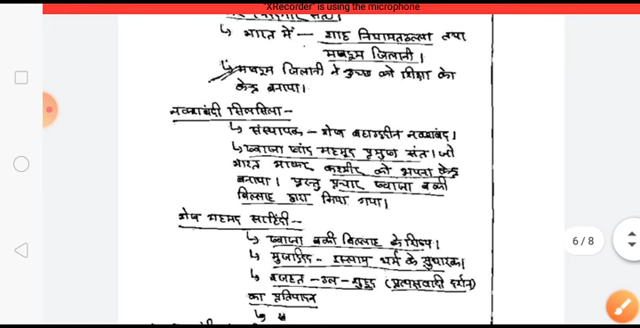 "XRecorder" is using the microphone
↳ भारत में — शाह नियामतउल्ला तथा
मखदूम जिलानी।
↳ मखदूम जिलानी ने कुच्छ को शिक्षा का
केन्द्र बनाया।
नक्शबंदी सिलसिला—
↳ संस्थापक – शेख बहाउद्दीन नक्शबंद।
↳ ख्वाजा ख्वांद महमूद प्रमुख संत। जो
भारत आकर कश्मीर को अपना केन्द्र
बनाया। परन्तु प्रचार ख्वाजा बकी
बिल्लाह द्वारा किया गया।
शेख अहमद सरहिंदी—
↳ ख्वाजा बकी बिल्लाह के शिष्य।
↳ मुजाहिद – इस्लाम धर्म के सुधारक।
↳ वजहत – उल – शुहूद (प्रत्यक्षवादी दर्शन)
का प्रतिपादन
6 / 8